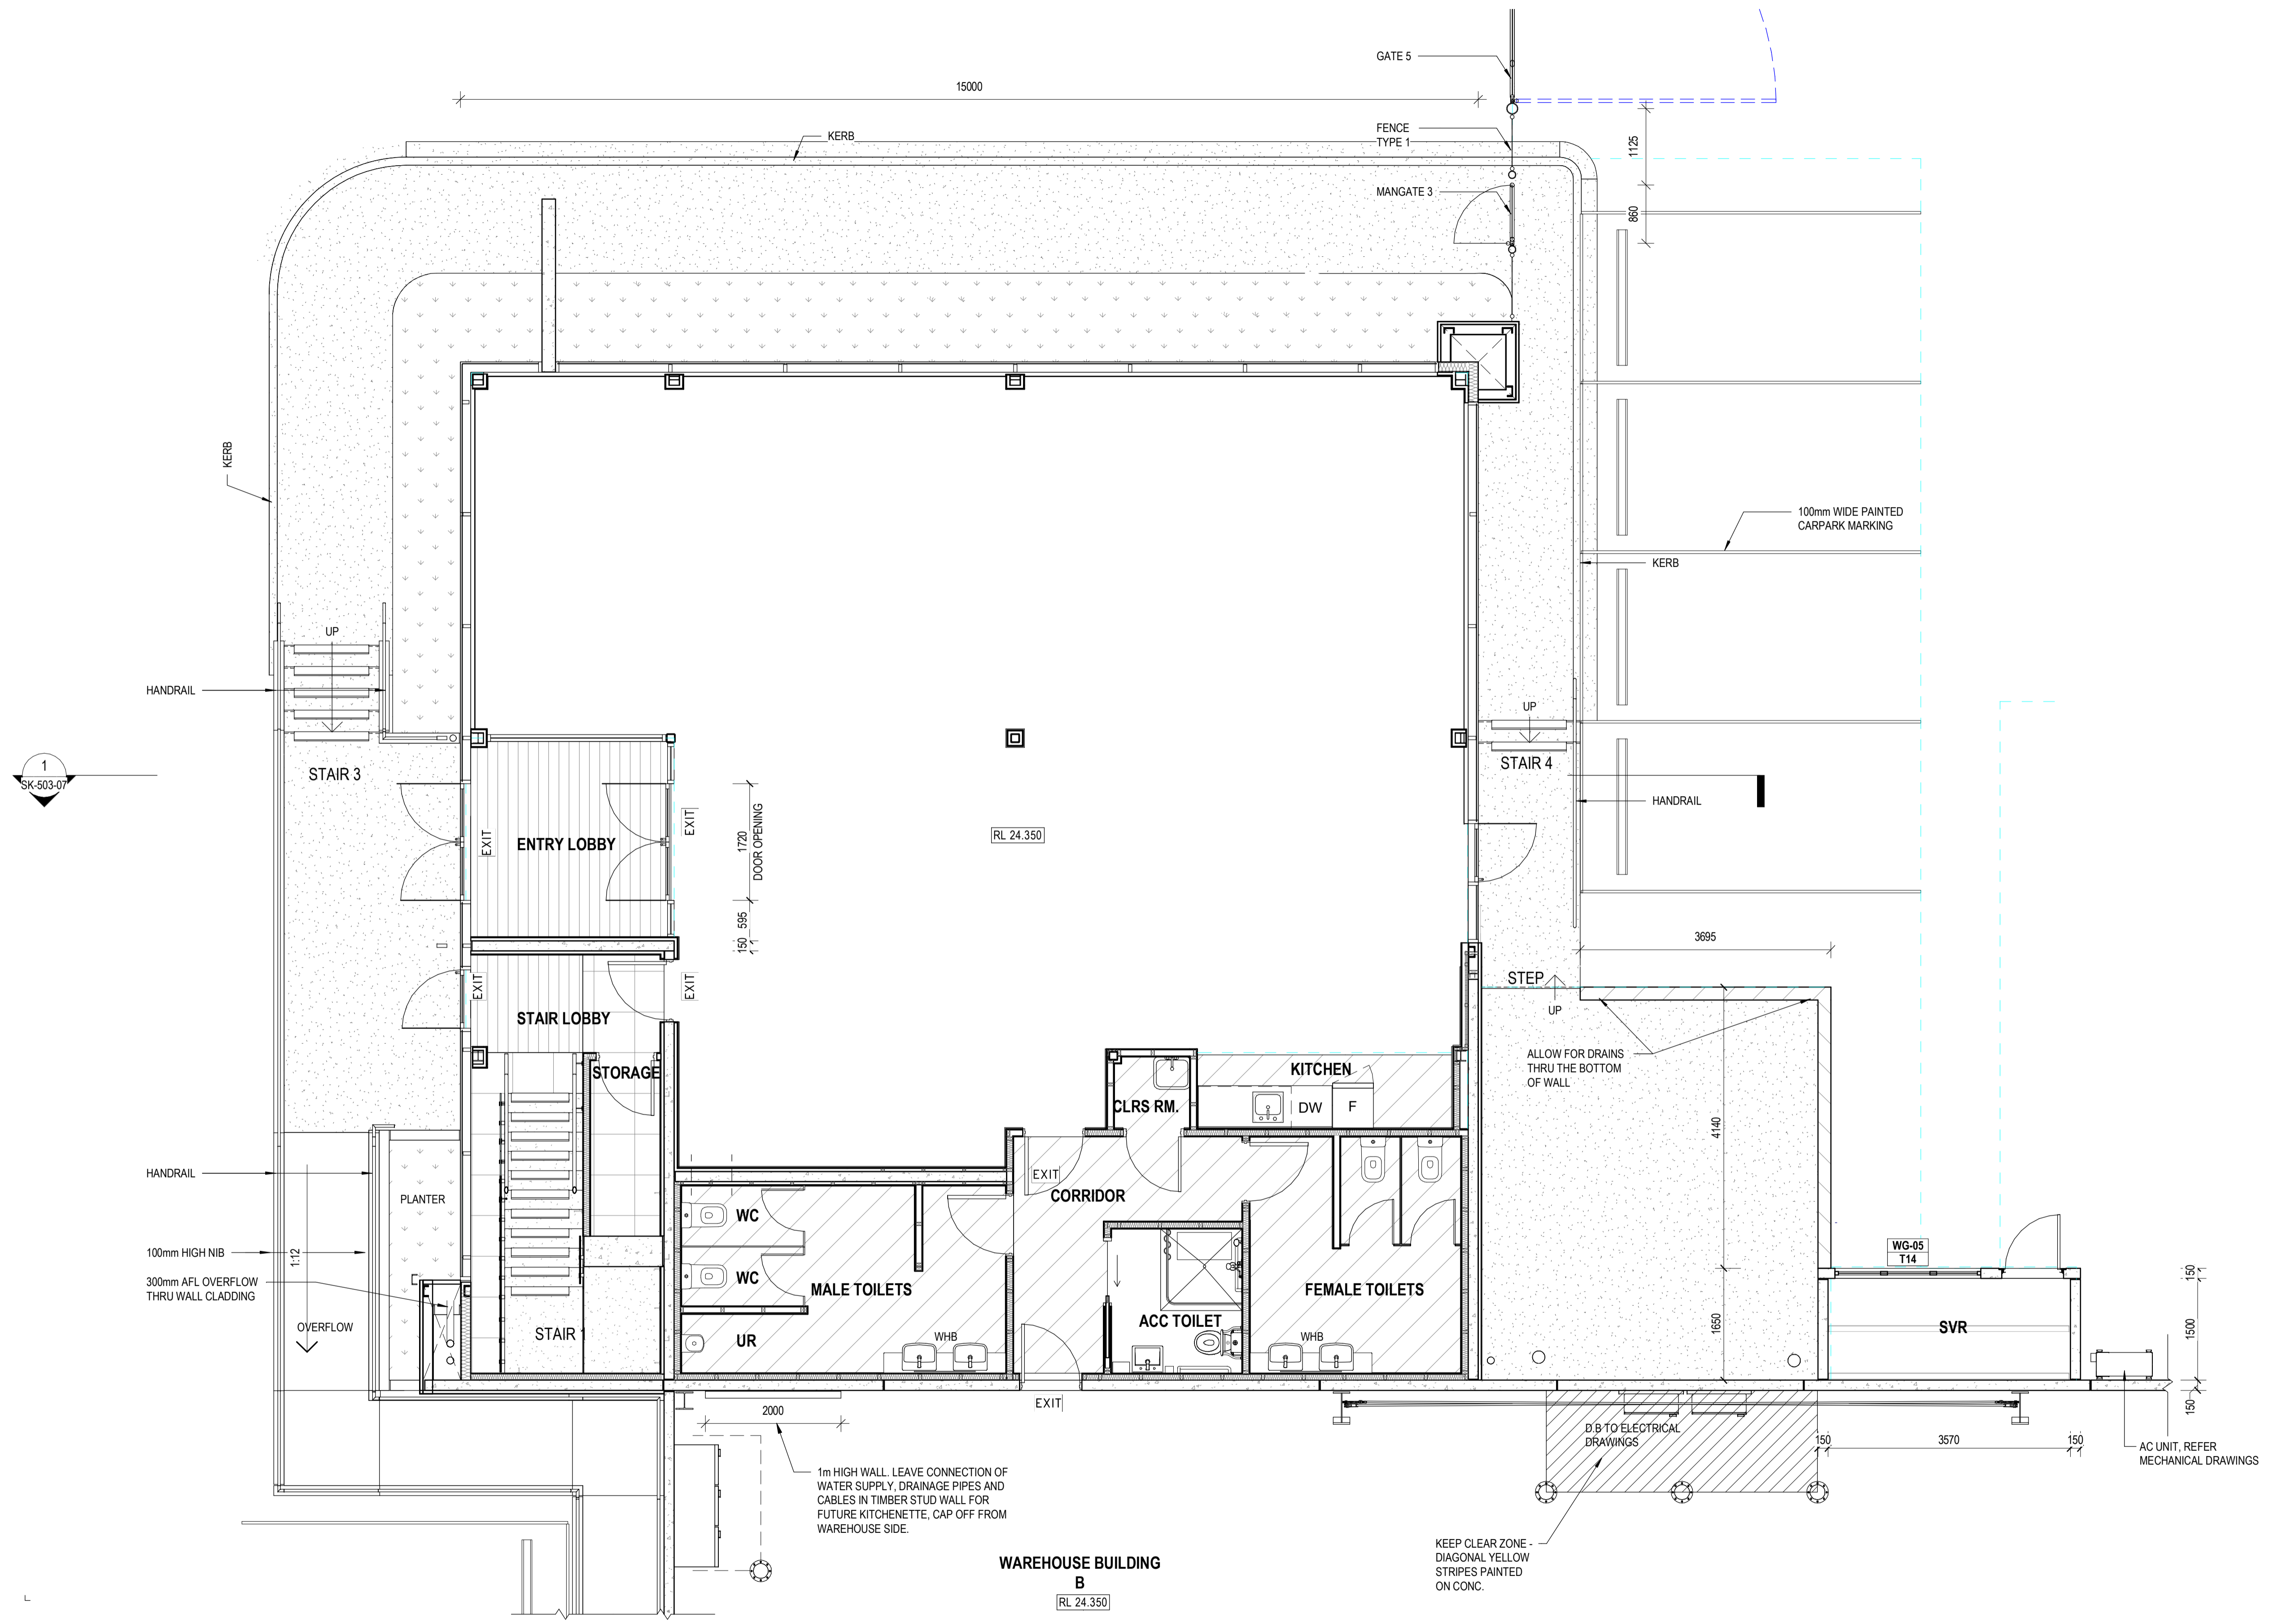 GATE 5
15000
KERB
FENCE
TYPE 1
1125
MANGATE 3
860
KERB
100mm WIDE PAINTED
CARPARK MARKING
KERB
UP
HANDRAIL
UP
STAIR 3
STAIR 4
1
SK-503-07
HANDRAIL
EXIT
EXIT
ENTRY LOBBY
1720
DOOR OPENING
RL 24.350
595
150
3695
EXIT
EXIT
STEP
UP
STAIR LOBBY
ALLOW FOR DRAINS
THRU THE BOTTOM
OF WALL
STORAGE
KITCHEN
CLRS RM.
DW
F
4140
HANDRAIL
EXIT
CORRIDOR
PLANTER
WC
1:12
100mm HIGH NIB
WG-05
T14
300mm AFL OVERFLOW
THRU WALL CLADDING
WC
MALE TOILETS
FEMALE TOILETS
150
OVERFLOW
STAIR 1
UR
WHB
ACC TOILET
WHB
1650
SVR
1500
EXIT
2000
150
D.B TO ELECTRICAL
DRAWINGS
150
3570
150
AC UNIT, REFER
MECHANICAL DRAWINGS
1m HIGH WALL. LEAVE CONNECTION OF
WATER SUPPLY, DRAINAGE PIPES AND
CABLES IN TIMBER STUD WALL FOR
FUTURE KITCHENETTE, CAP OFF FROM
WAREHOUSE SIDE.
KEEP CLEAR ZONE -
DIAGONAL YELLOW
STRIPES PAINTED
ON CONC.
WAREHOUSE BUILDING
B
RL 24.350